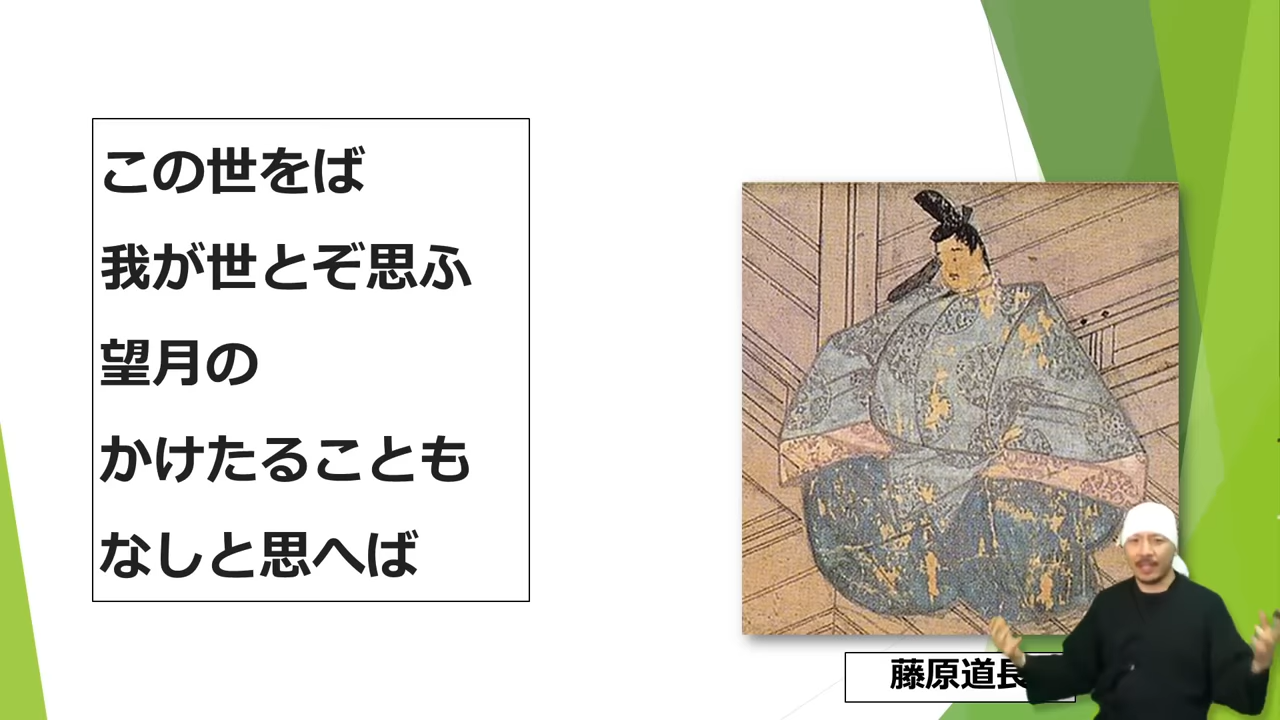 この世をば
我が世とぞ思ふ
望月の
かけたることも
なしと思へば
藤原道長